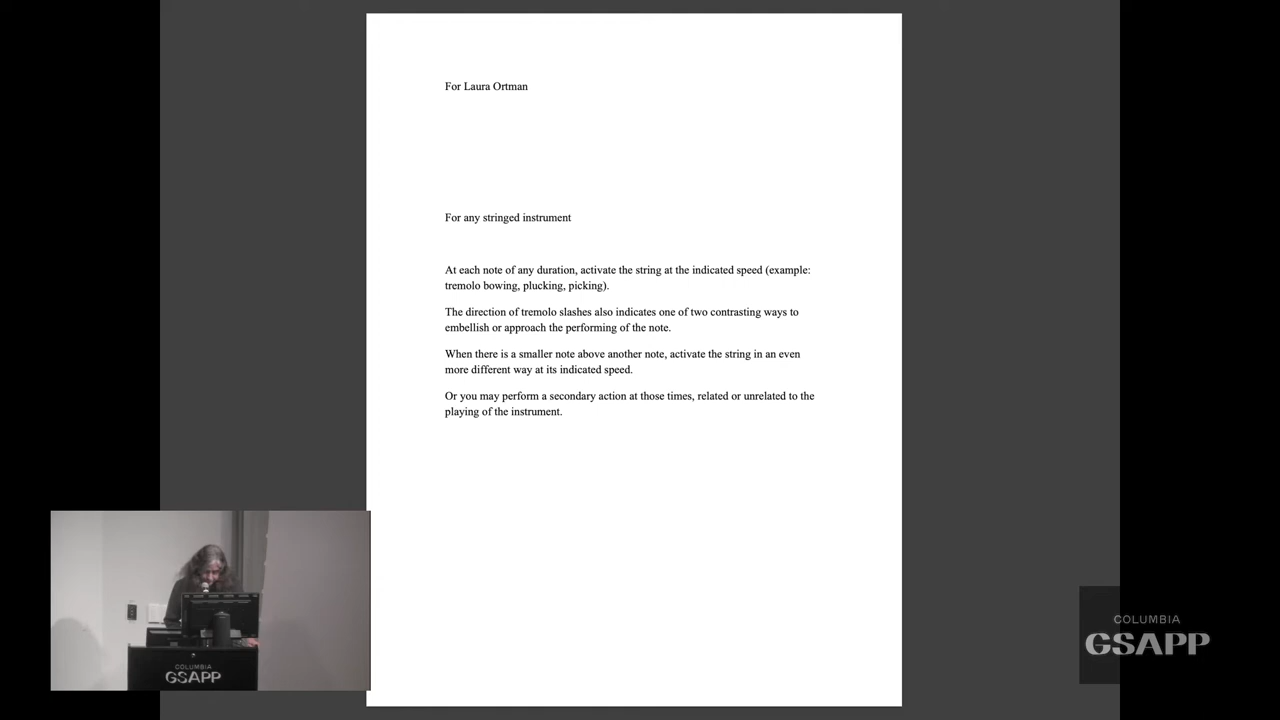 For Laura Ortman
For any stringed instrument
At each note of any duration, activate the string at the indicated speed (example:
tremolo bowing, plucking, picking).
The direction of tremolo slashes also indicates one of two contrasting ways to
embellish or approach the performing of the note.
When there is a smaller note above another note, activate the string in an even
more different way at its indicated speed.
Or you may perform a secondary action at those times, related or unrelated to the
playing of the instrument.
COLUMBIA
GSAPP
COLUMBIA
GSAPP